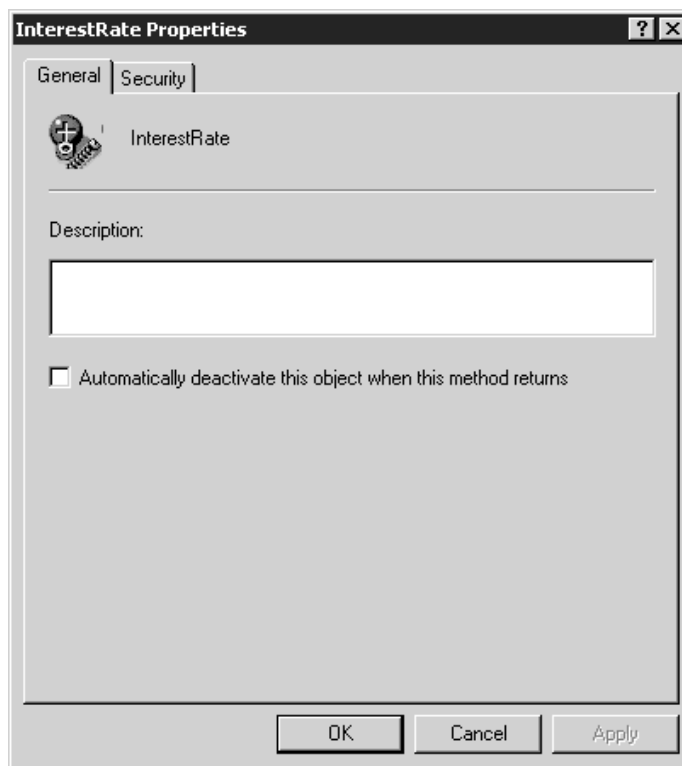 InterestRate Properties
General Security
InterestRate
Description:
Automatically deactivate this object when this method returns
OK Cancel Apply